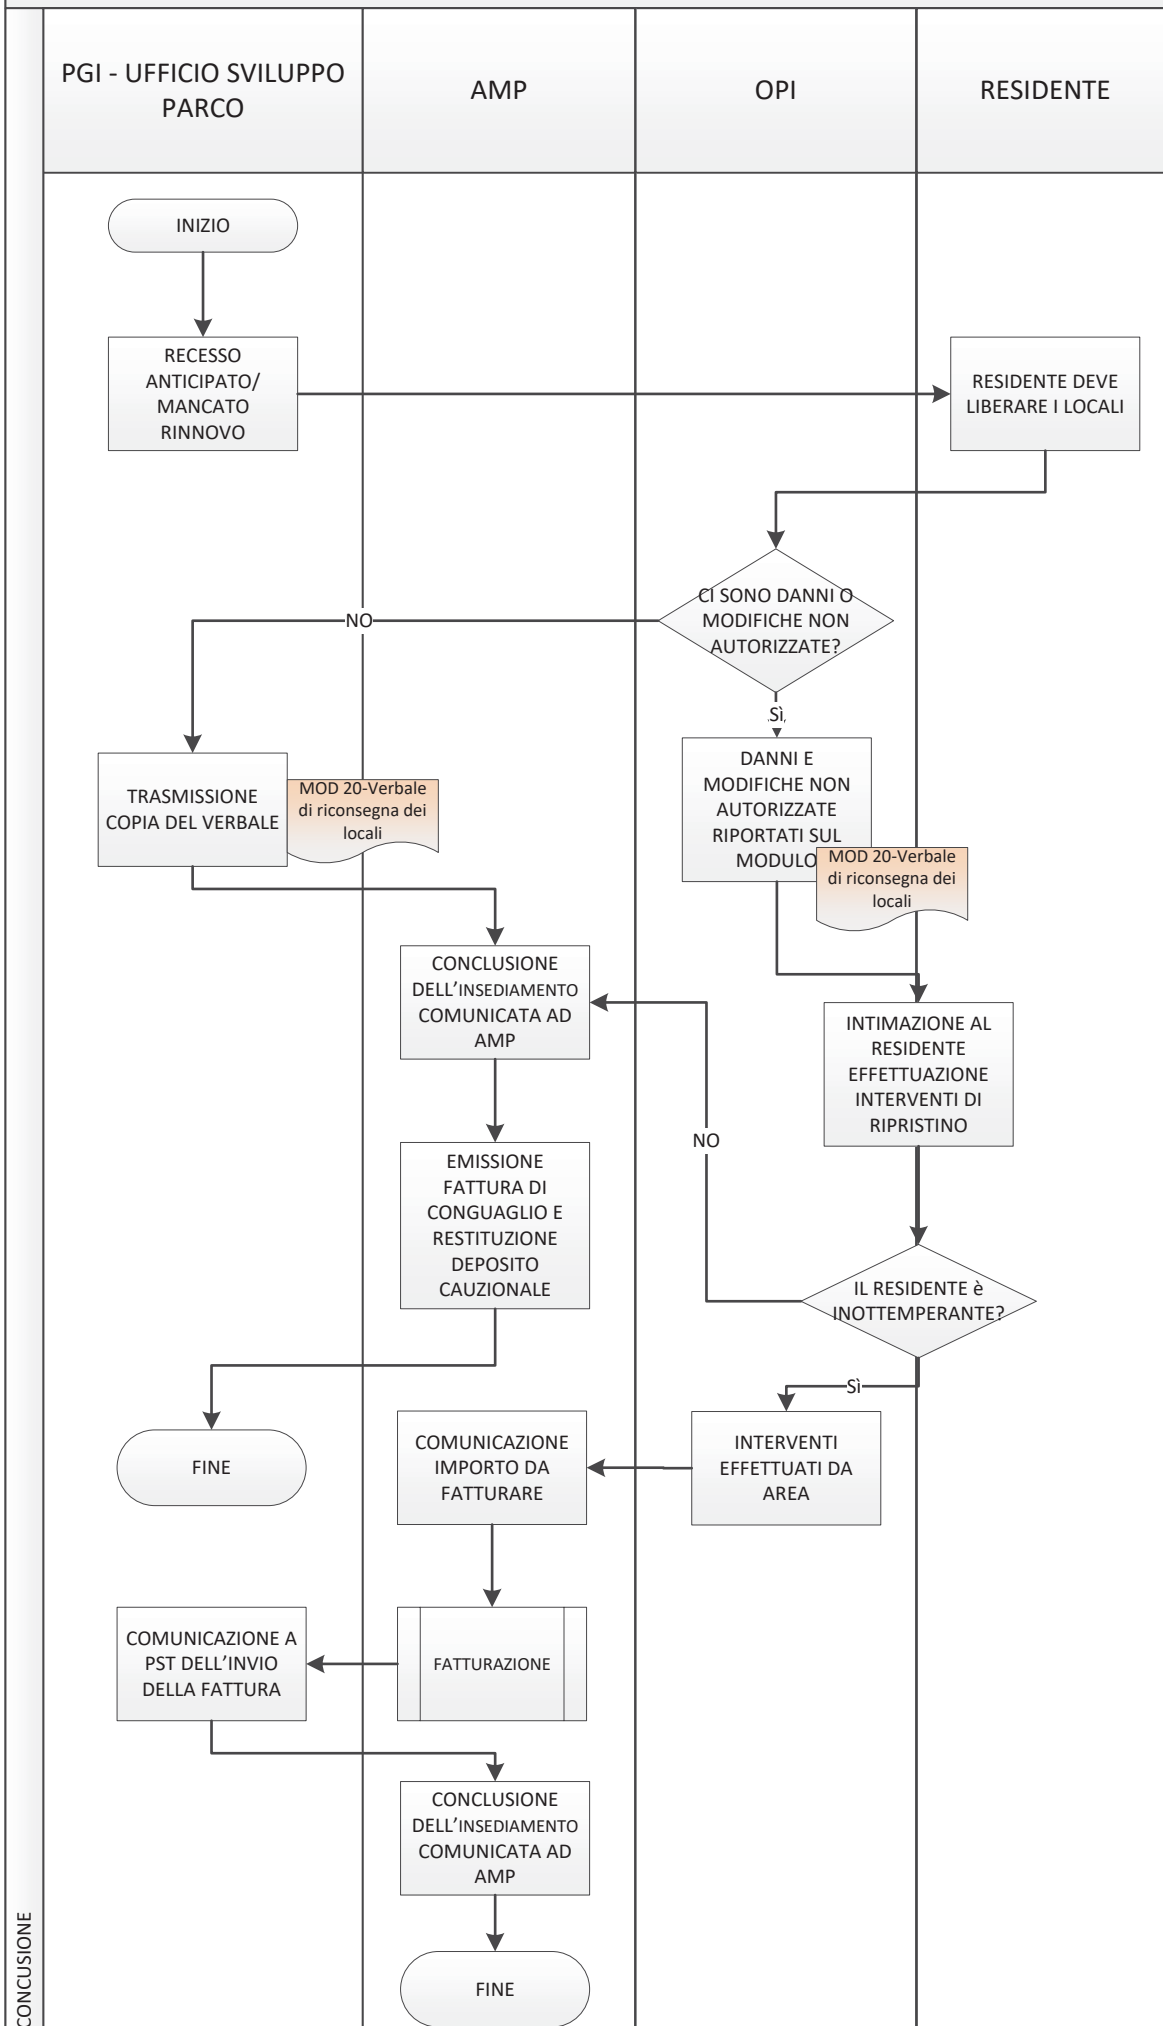 PGI - UFFICIO SVILUPPO
PARCO
AMP
OPI
RESIDENTE
INIZIO
RECESSO
ANTICIPATO/
MANCATO
RINNOVO
RESIDENTE DEVE
LIBERARE I LOCALI
CI SONO DANNI O
MODIFICHE NON
AUTORIZZATE?
NO
Sì
TRASMISSIONE
COPIA DEL VERBALE
MOD 20-Verbale
di riconsegna dei
locali
DANNI E
MODIFICHE NON
AUTORIZZATE
RIPORTATI SUL
MODULO
MOD 20-Verbale
di riconsegna dei
locali
CONCLUSIONE
DELL'INSEDIAMENTO
COMUNICATA AD
AMP
INTIMAZIONE AL
RESIDENTE
EFFETTUAZIONE
INTERVENTI DI
RIPRISTINO
NO
EMISSIONE
FATTURA DI
CONGUAGLIO E
RESTITUZIONE
DEPOSITO
CAUZIONALE
IL RESIDENTE è
INOTTEMPERANTE?
Sì
FINE
COMUNICAZIONE
IMPORTO DA
FATTURARE
INTERVENTI
EFFETTUATI DA
AREA
COMUNICAZIONE A
PST DELL'INVIO
DELLA FATTURA
FATTURAZIONE
CONCLUSIONE
DELL'INSEDIAMENTO
COMUNICATA AD
AMP
FINE
CONCUSIONE